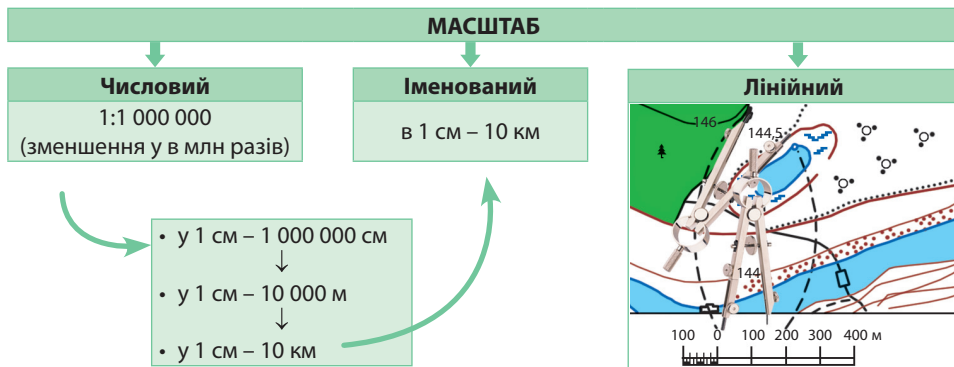 МАСШТАБ
Числовий
1:1 000 000
(зменшення у в млн разів)
Іменований
в 1 см – 10 км
Лінійний
146
144,5
144
100 0 100 200 300 400 м
• у 1 см – 1 000 000 см
↓
• у 1 см – 10 000 м
↓
• у 1 см – 10 км